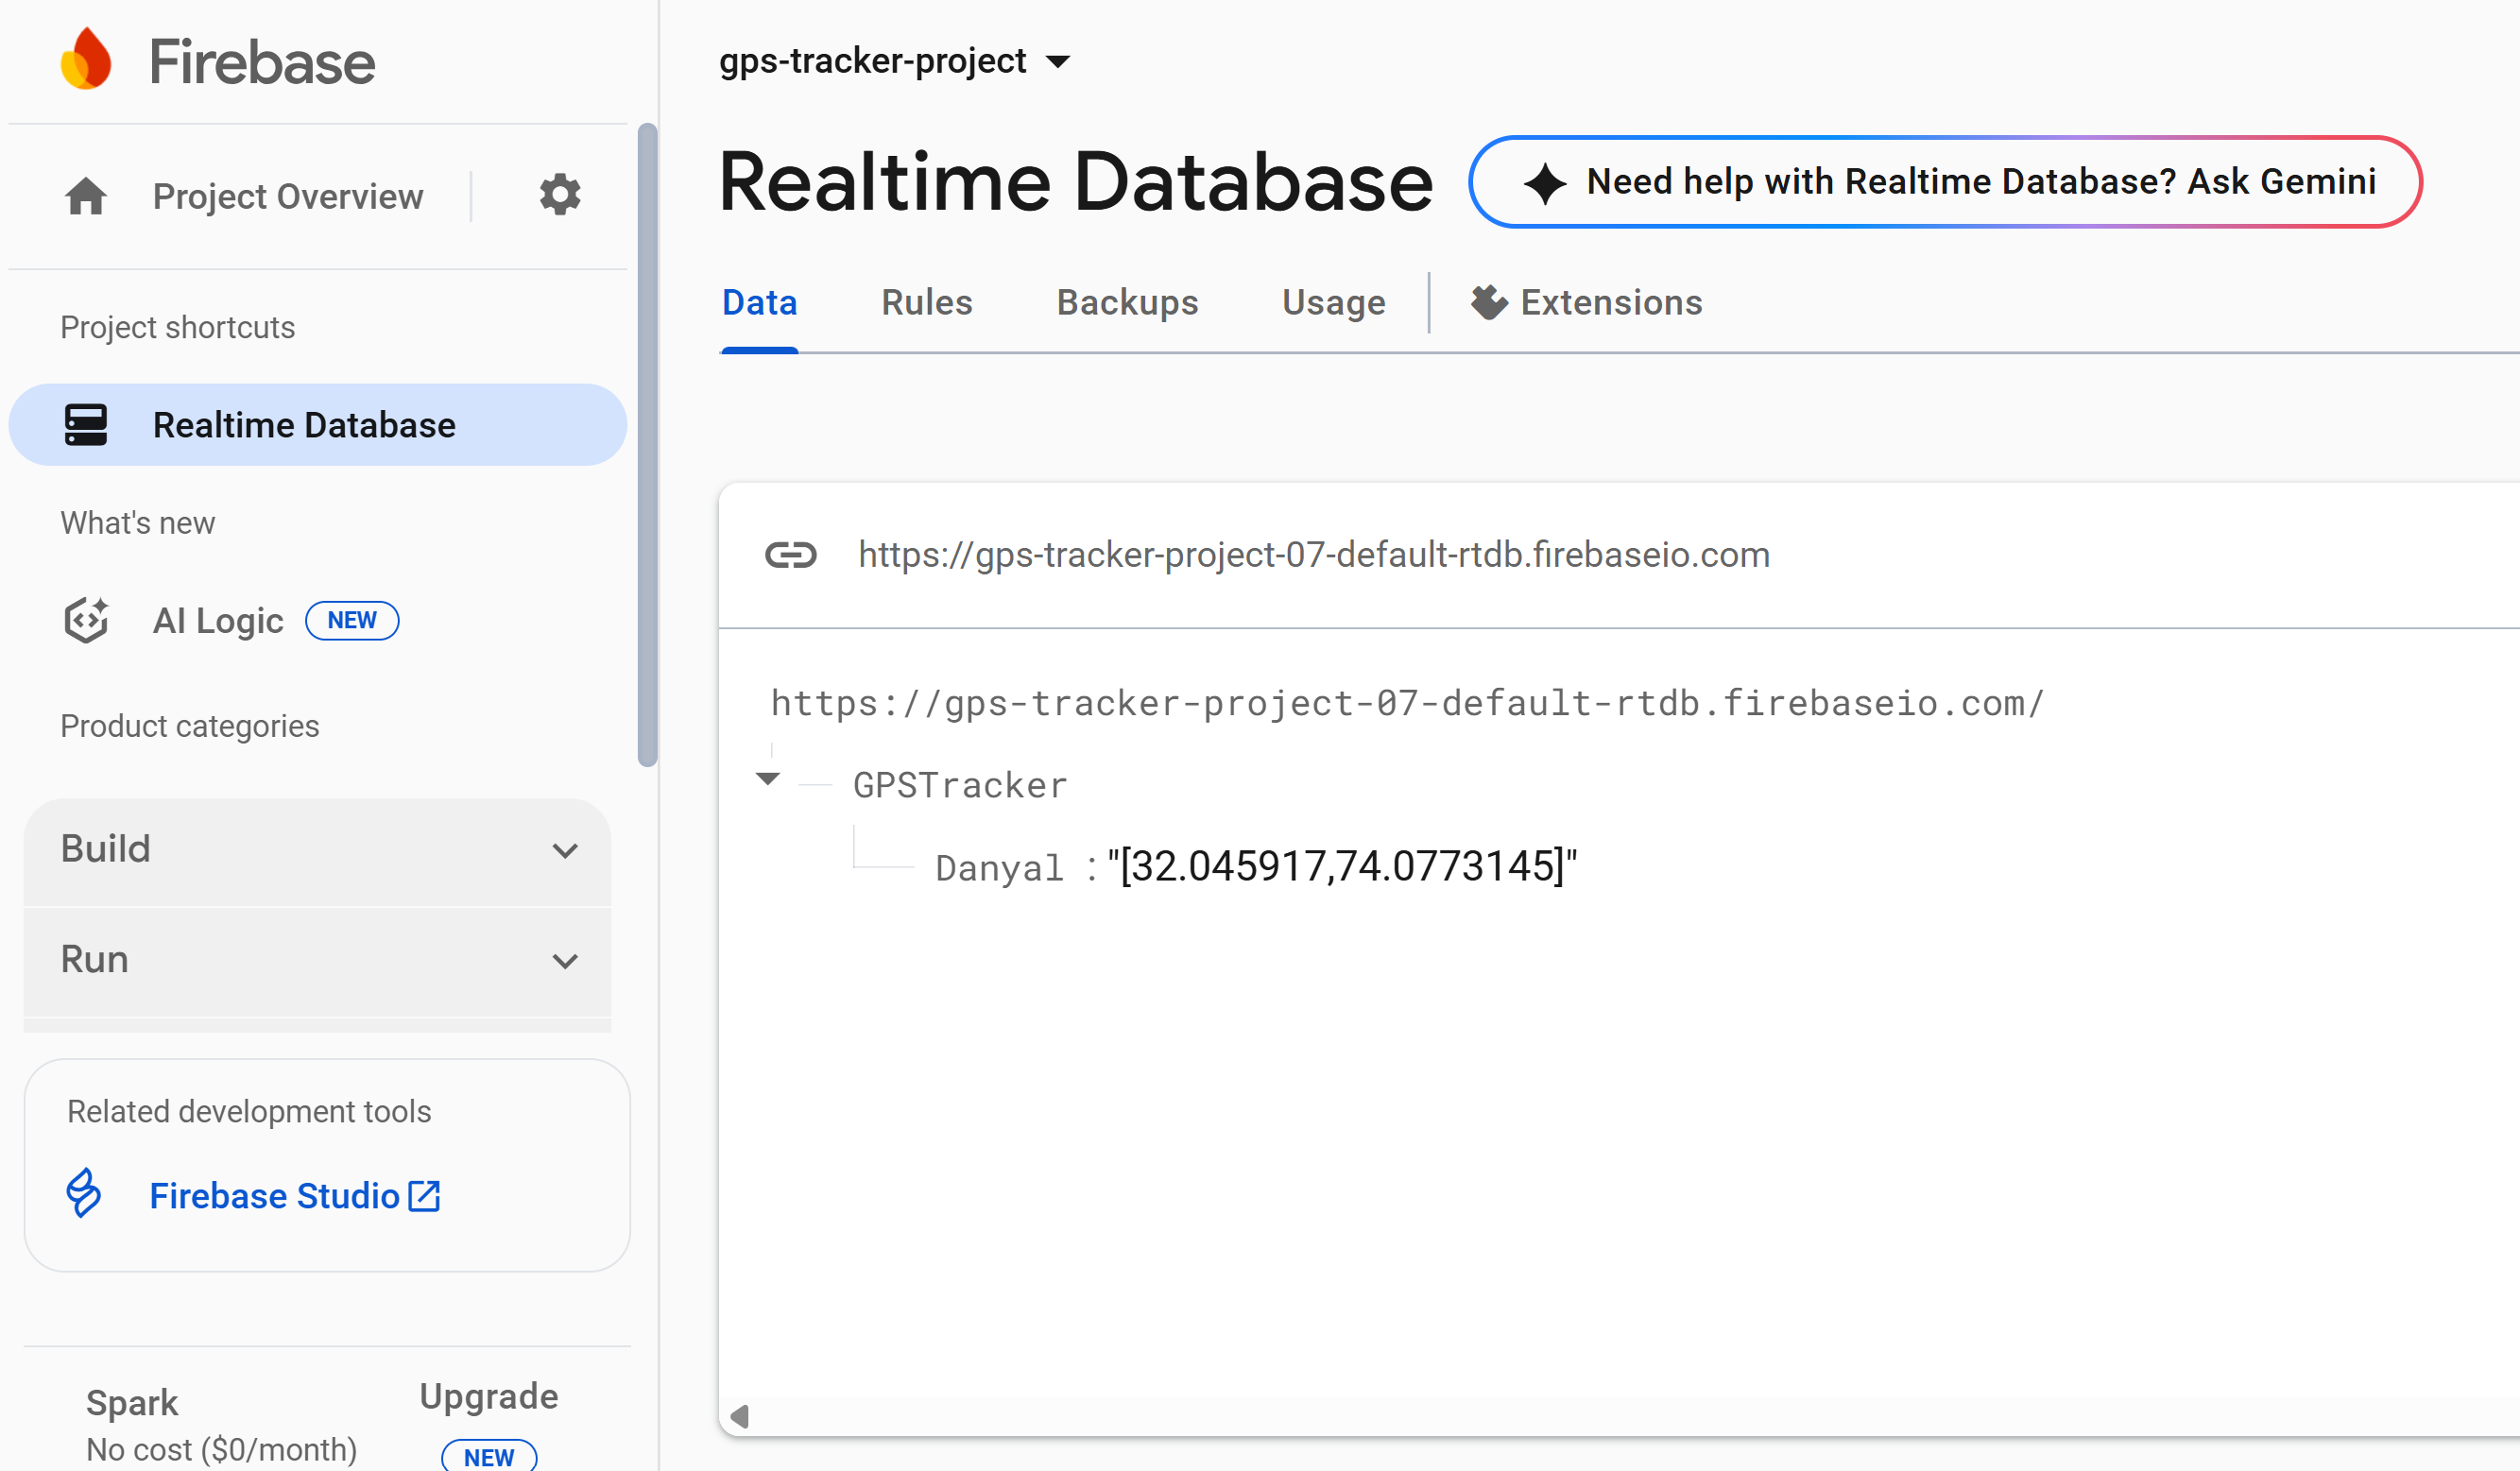 Firebase
Project Overview
Project shortcuts
Realtime Database
What's new
AI Logic NEW
Product categories
Build
Run
Related development tools
Firebase Studio
Spark
No cost ($0/month)
Upgrade
NEW
gps-tracker-project
Realtime Database
Need help with Realtime Database? Ask Gemini
Data Rules Backups Usage Extensions
https://gps-tracker-project-07-default-rtdb.firebaseio.com
https://gps-tracker-project-07-default-rtdb.firebaseio.com/
GPSTracker
Danyal : "[32.045917,74.0773145]"